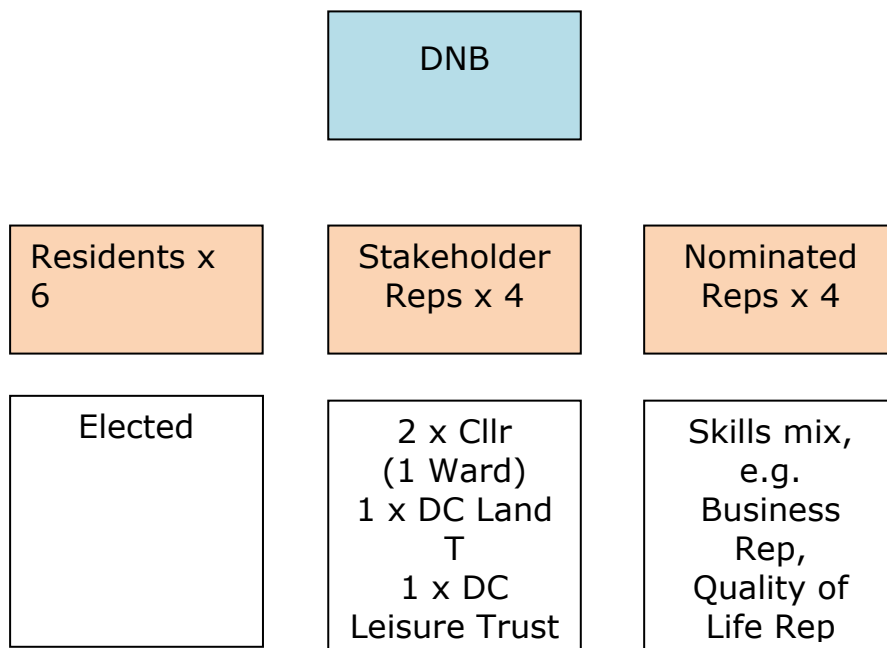 DNB
Residents x
6
Stakeholder
Reps x 4
Nominated
Reps x 4
Elected
2 x Cllr
(1 Ward)
1 x DC Land
T
1 x DC
Leisure Trust
Skills mix,
e.g.
Business
Rep,
Quality of
Life Rep